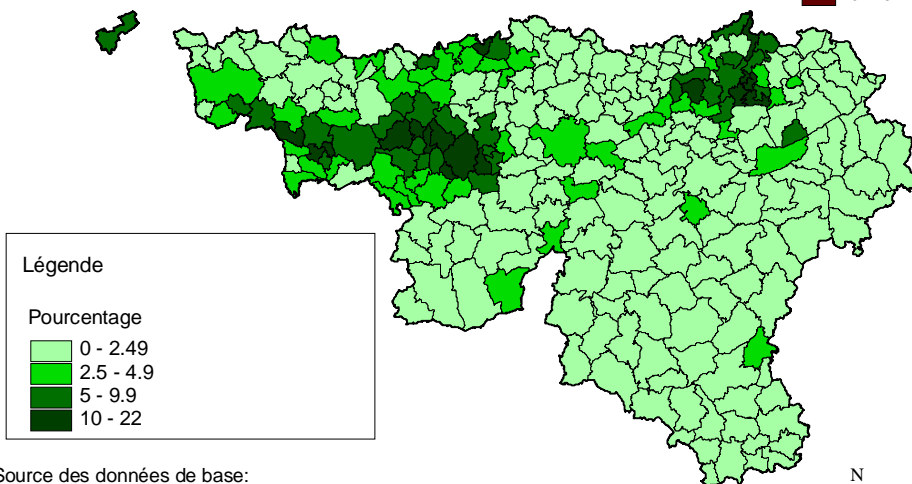 Légende
Pourcentage
0 - 2.49
2.5 - 4.9
5 - 9.9
10 - 22
Source des données de base:
N